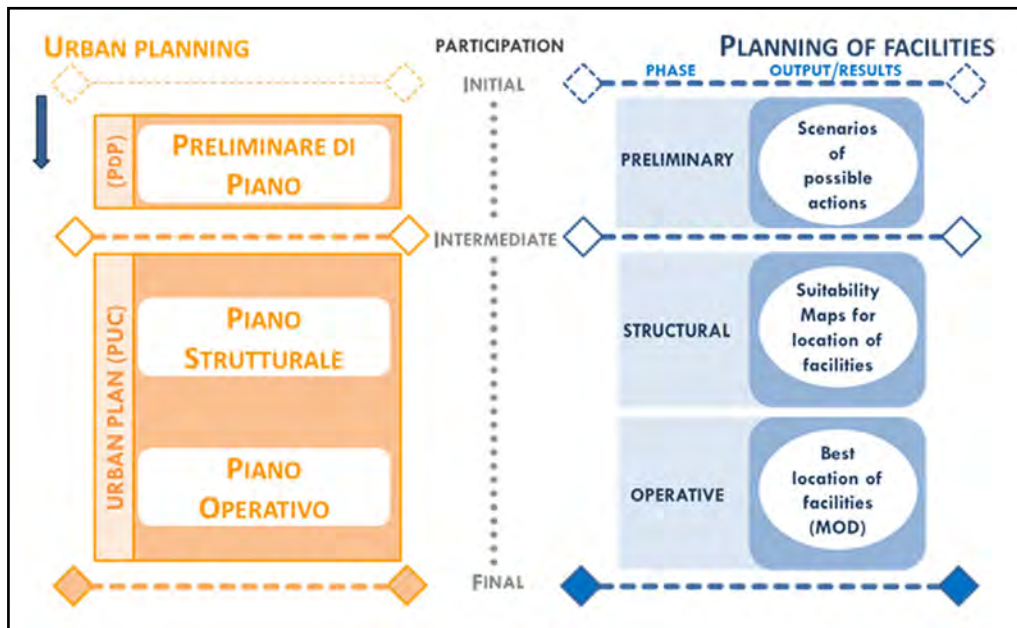 URBAN PLANNING
PARTICIPATION
PLANNING OF FACILITIES
PHASE
OUTPUT/RESULTS
INITIAL
(PDP)
PRELIMINARE DI
PIANO
PRELIMINARY
Scenarios
of
possible
actions
INTERMEDIATE
URBAN PLAN (PUC)
PIANO
STRUTTURALE
STRUCTURAL
Suitability
Maps for
location of
facilities
PIANO
OPERATIVO
OPERATIVE
Best
location of
facilities
(MOD)
FINAL